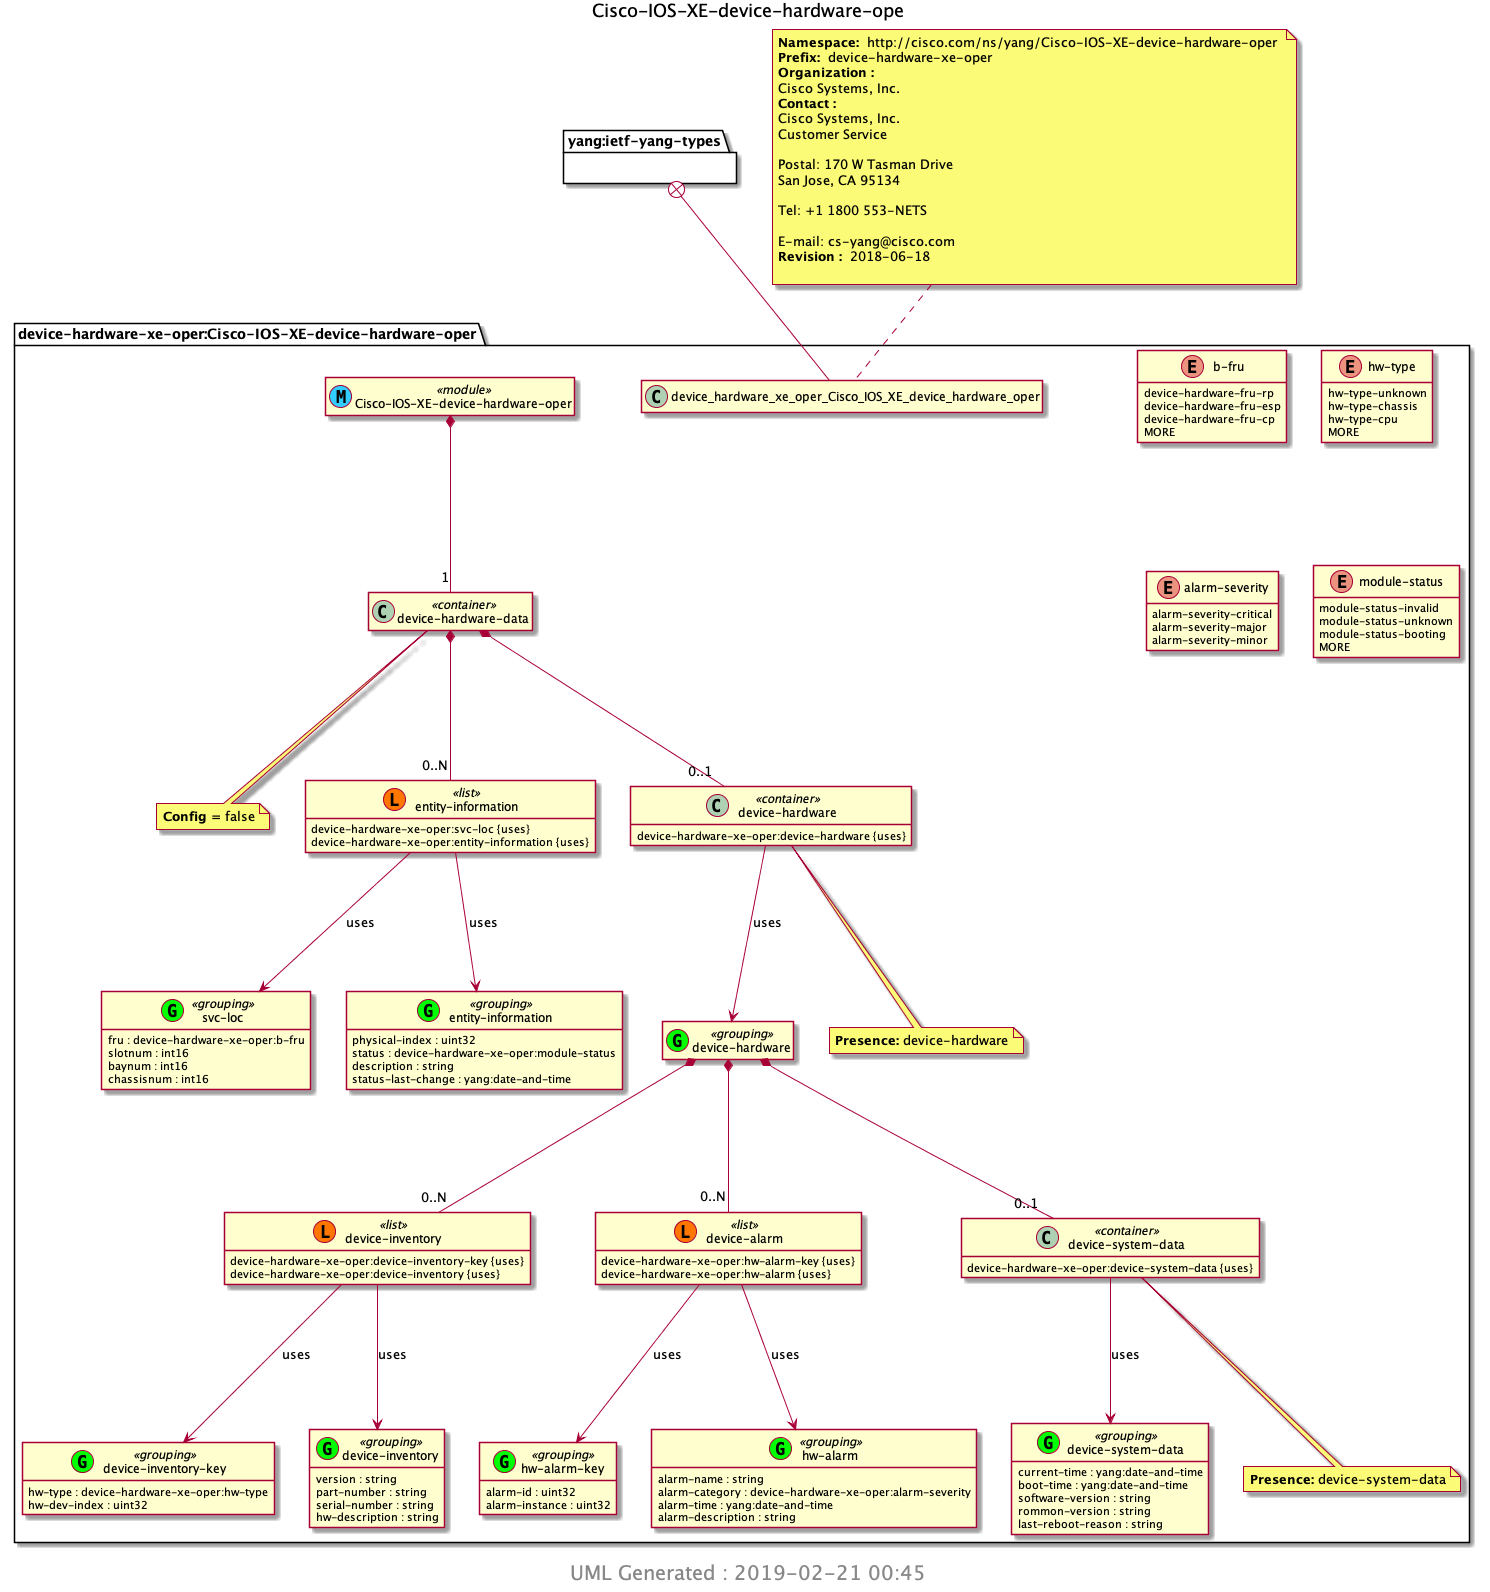 Cisco-IOS-XE-device-hardware-ope
Namespace: http://cisco.com/ns/yang/Cisco-IOS-XE-device-hardware-oper
Prefix: device-hardware-xe-oper
Organization :
Cisco Systems, Inc.
Contact :
Cisco Systems, Inc.
Customer Service
Postal: 170 W Tasman Drive
San Jose, CA 95134
Tel: +1 1800 553-NETS
E-mail: cs-yang@cisco.com
Revision : 2018-06-18
yang:ietf-yang-types
device-hardware-xe-oper:Cisco-IOS-XE-device-hardware-oper
M
«module»
Cisco-IOS-XE-device-hardware-oper
C
device_hardware_xe_oper_Cisco_IOS_XE_device_hardware_oper
E
b-fru
device-hardware-fru-rp
device-hardware-fru-esp
device-hardware-fru-cp
MORE
E
hw-type
hw-type-unknown
hw-type-chassis
hw-type-cpu
MORE
1
C
«container»
device-hardware-data
E
alarm-severity
alarm-severity-critical
alarm-severity-major
alarm-severity-minor
E
module-status
module-status-invalid
module-status-unknown
module-status-booting
MORE
0..N
0..1
Config = false
L
«list»
entity-information
device-hardware-xe-oper:svc-loc {uses}
device-hardware-xe-oper:entity-information {uses}
C
«container»
device-hardware
device-hardware-xe-oper:device-hardware {uses}
uses
uses
uses
G
«grouping»
svc-loc
fru : device-hardware-xe-oper:b-fru
slotnum : int16
baynum : int16
chassisnum : int16
G
«grouping»
entity-information
physical-index : uint32
status : device-hardware-xe-oper:module-status
description : string
status-last-change : yang:date-and-time
G
«grouping»
device-hardware
Presence: device-hardware
0..N
0..N
0..1
L
«list»
device-inventory
device-hardware-xe-oper:device-inventory-key {uses}
device-hardware-xe-oper:device-inventory {uses}
L
«list»
device-alarm
device-hardware-xe-oper:hw-alarm-key {uses}
device-hardware-xe-oper:hw-alarm {uses}
C
«container»
device-system-data
device-hardware-xe-oper:device-system-data {uses}
uses
uses
uses
uses
uses
G
«grouping»
device-inventory-key
hw-type : device-hardware-xe-oper:hw-type
hw-dev-index : uint32
G
«grouping»
device-inventory
version : string
part-number : string
serial-number : string
hw-description : string
G
«grouping»
hw-alarm-key
alarm-id : uint32
alarm-instance : uint32
G
«grouping»
hw-alarm
alarm-name : string
alarm-category : device-hardware-xe-oper:alarm-severity
alarm-time : yang:date-and-time
alarm-description : string
G
«grouping»
device-system-data
current-time : yang:date-and-time
boot-time : yang:date-and-time
software-version : string
rommon-version : string
last-reboot-reason : string
Presence: device-system-data
UML Generated : 2019-02-21 00:45